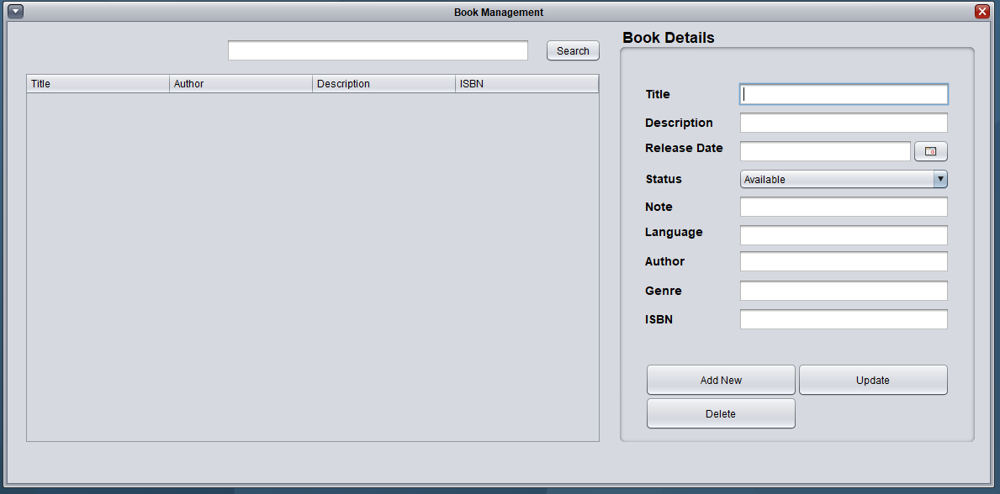 Book Management
Search
Title Author Description ISBN
Book Details
Title
Description
Release Date
Status Available
Note
Language
Author
Genre
ISBN
Add New Update
Delete